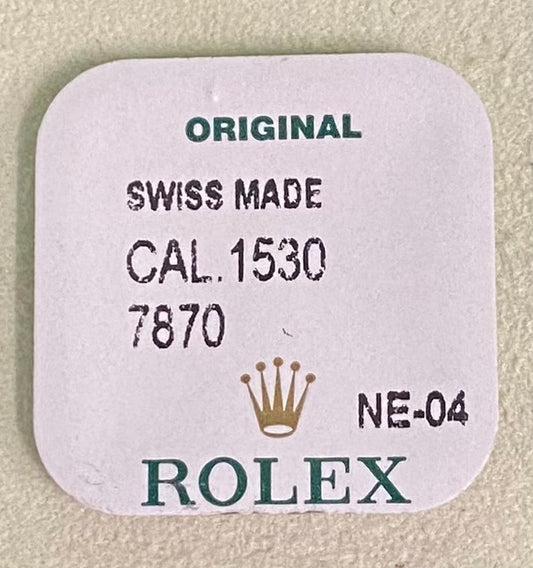 ORIGINAL
SWISS MADE
CAL.1530
7870
NE-04
ROLEX